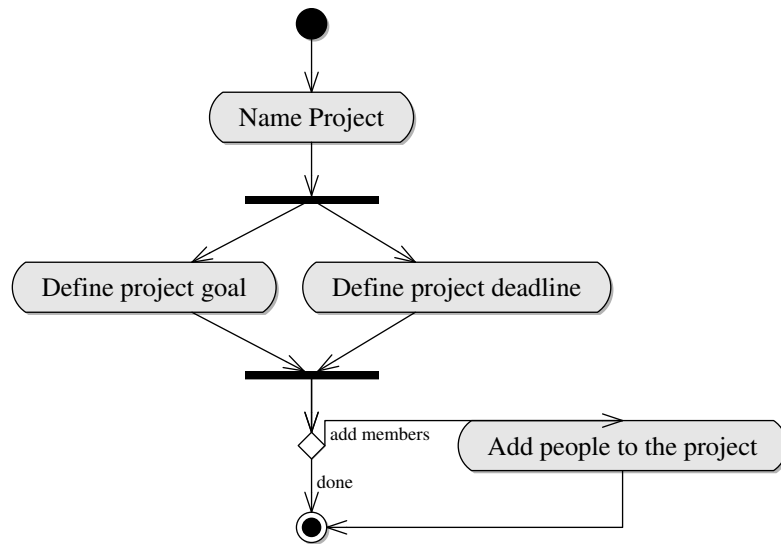 Name Project
Define project goal
Define project deadline
add members
Add people to the project
done